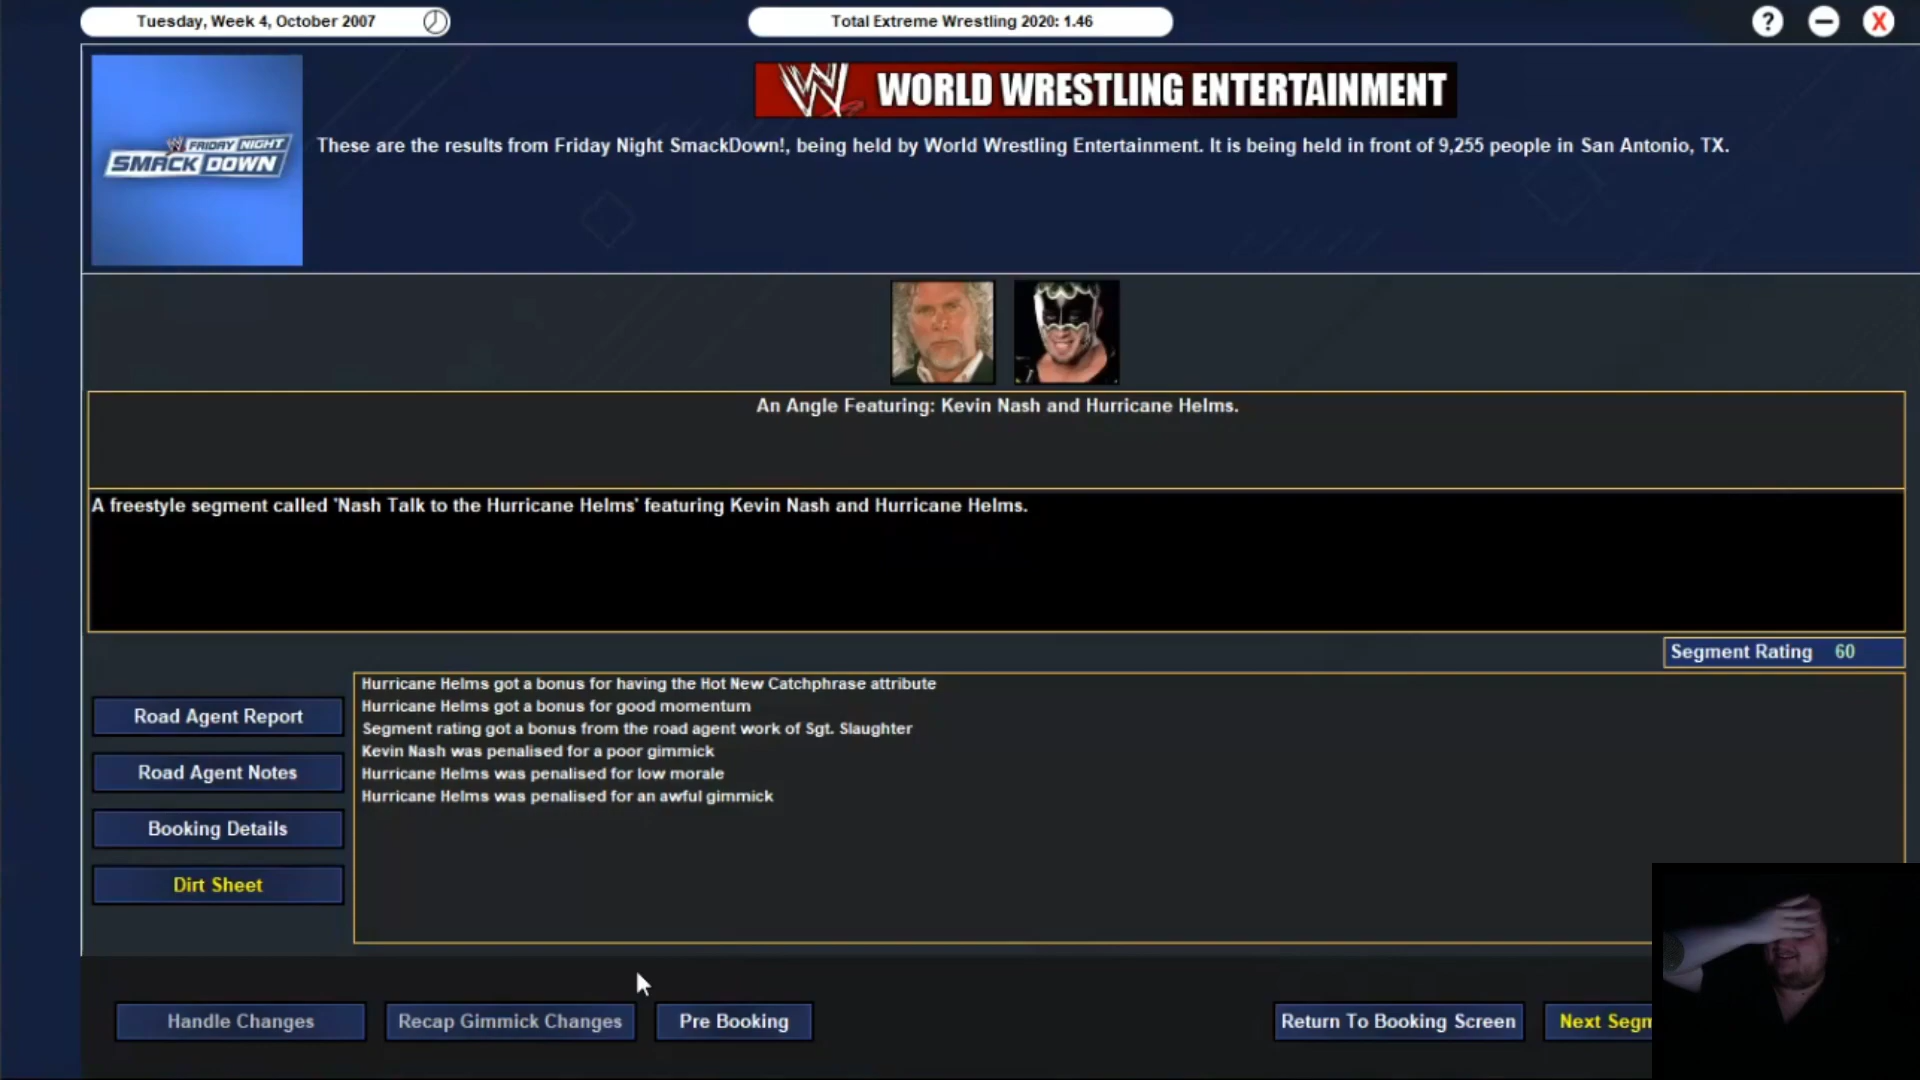 Tuesday, Week 4, October 2007
Total Extreme Wrestling 2020: 1.46
?
X
W WORLD WRESTLING ENTERTAINMENT
FRIDAY NIGHT
SMACK DOWN
These are the results from Friday Night SmackDown!, being held by World Wrestling Entertainment. It is being held in front of 9,255 people in San Antonio, TX.
An Angle Featuring: Kevin Nash and Hurricane Helms.
A freestyle segment called 'Nash Talk to the Hurricane Helms' featuring Kevin Nash and Hurricane Helms.
Segment Rating 60
Hurricane Helms got a bonus for having the Hot New Catchphrase attribute
Hurricane Helms got a bonus for good momentum
Segment rating got a bonus from the road agent work of Sgt. Slaughter
Kevin Nash was penalised for a poor gimmick
Hurricane Helms was penalised for low morale
Hurricane Helms was penalised for an awful gimmick
Road Agent Report
Road Agent Notes
Booking Details
Dirt Sheet
Handle Changes
Recap Gimmick Changes
Pre Booking
Return To Booking Screen
Next Segm